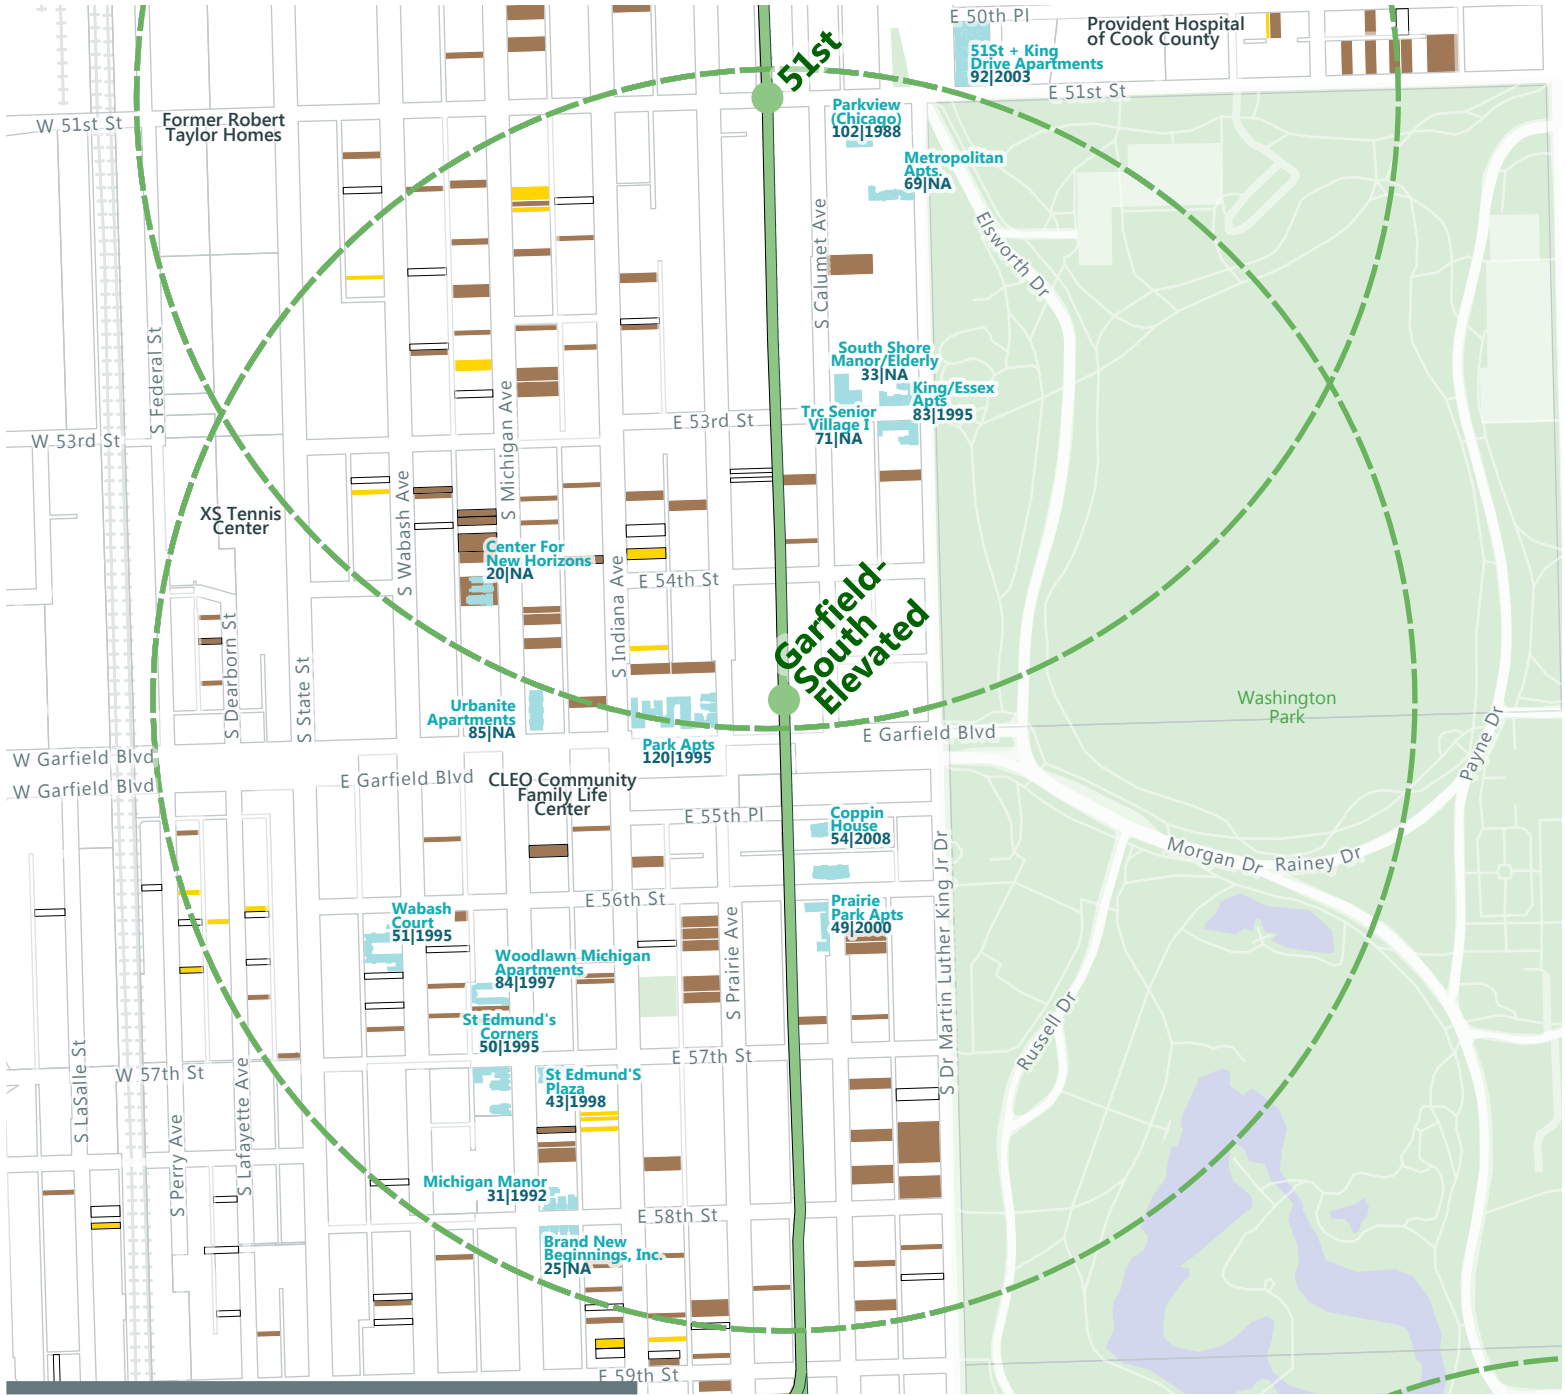 E 50th Pl
Provident Hospital
of Cook County
51St + King
Drive Apartments
92|2003
E 51st St
51st
W 51st St
Former Robert
Taylor Homes
Parkview
(Chicago)
102|1988
Metropolitan
Apts.
69|NA
Elsworth Dr
S Calumet Ave
S Federal St
South Shore
Manor/Elderly
33|NA
King/Essex
Apts
83|1995
Trc Senior
Village I
71|NA
E 53rd St
W 53rd St
S Michigan Ave
S Wabash Ave
XS Tennis
Center
Center For
New Horizons
20|NA
E 54th St
S Indiana Ave
Garfield-
South
Elevated
S Dearborn St
S State St
Washington
Park
Urbanite
Apartments
85|NA
Park Apts
120|1995
E Garfield Blvd
Payne Dr
W Garfield Blvd
W Garfield Blvd
E Garfield Blvd
CLEO Community
Family Life
Center
E 55th Pl
Coppin
House
54|2008
Morgan Dr
Rainey Dr
S Dr Martin Luther King Jr Dr
E 56th St
Prairie
Park Apts
49|2000
Wabash
Court
51|1995
S Prairie Ave
Woodlawn Michigan
Apartments
84|1997
St Edmund's
Corners
50|1995
Russell Dr
E 57th St
W 57th St
S LaSalle St
S Perry Ave
S Lafayette Ave
St Edmund'S
Plaza
43|1998
Michigan Manor
31|1992
E 58th St
Brand New
Beginnings, Inc.
25|NA
E 59th St